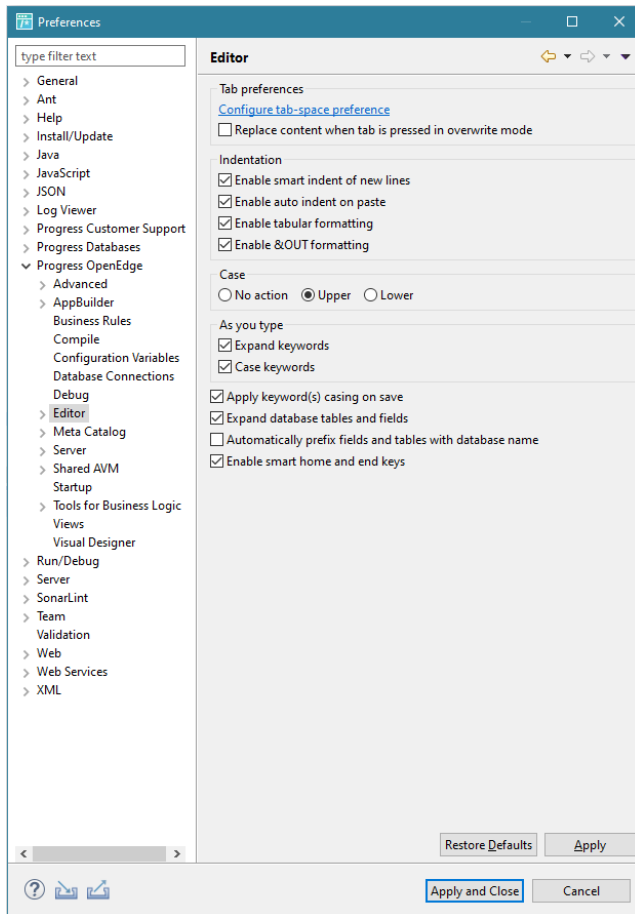 Preferences
type filter text
General
Ant
Help
Install/Update
Java
JavaScript
JSON
Log Viewer
Progress Customer Support
Progress Databases
Progress OpenEdge
Advanced
AppBuilder
Business Rules
Compile
Configuration Variables
Database Connections
Debug
Editor
Meta Catalog
Server
Shared AVM
Startup
Tools for Business Logic
Views
Visual Designer
Run/Debug
Server
SonarLint
Team
Validation
Web
Web Services
XML
Editor
Tab preferences
Configure tab-space preference
Replace content when tab is pressed in overwrite mode
Indentation
Enable smart indent of new lines
Enable auto indent on paste
Enable tabular formatting
Enable &OUT formatting
Case
No action Upper Lower
As you type
Expand keywords
Case keywords
Apply keyword(s) casing on save
Expand database tables and fields
Automatically prefix fields and tables with database name
Enable smart home and end keys
Restore Defaults Apply
Apply and Close Cancel